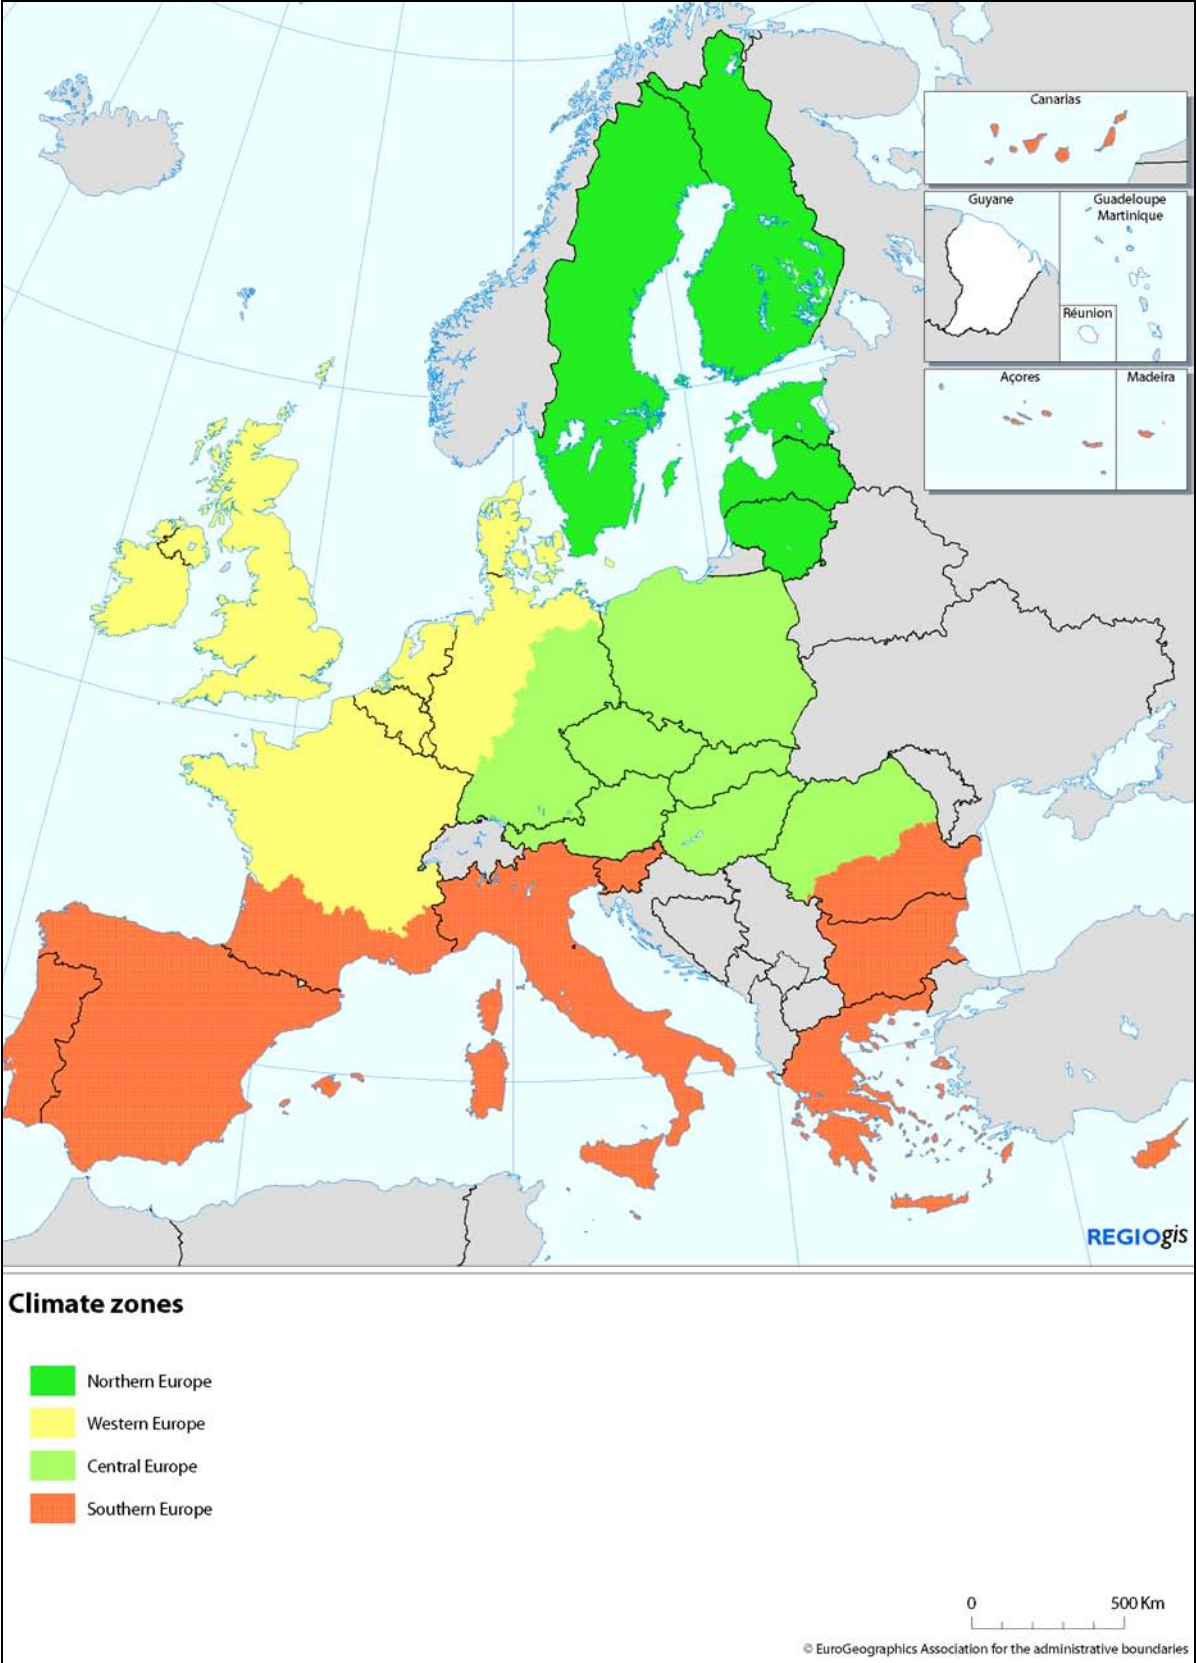 Canarias
Guyane
Guadeloupe
Martinique
Réunion
Açores
Madeira
REGIOgis
Climate zones
Northern Europe
Western Europe
Central Europe
Southern Europe
0 500 Km
© EuroGeographics Association for the administrative boundaries